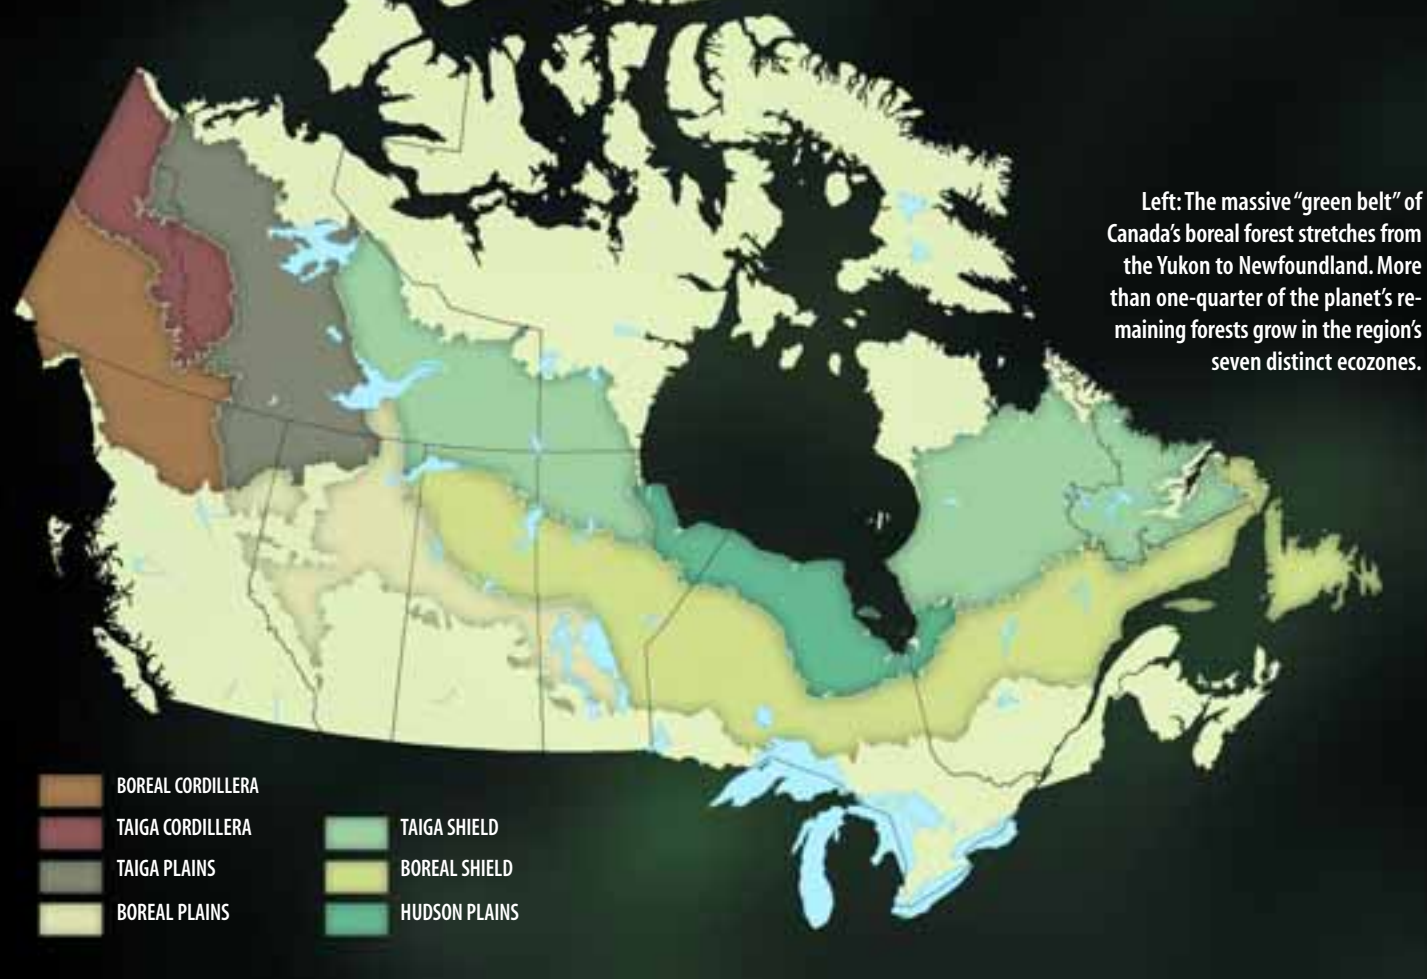 Left: The massive “green belt” of
Canada’s boreal forest stretches from
the Yukon to Newfoundland. More
than one-quarter of the planet’s re-
maining forests grow in the region’s
seven distinct ecozones.
BOREAL CORDILLERA
TAIGA CORDILLERA
TAIGA PLAINS
BOREAL PLAINS
TAIGA SHIELD
BOREAL SHIELD
HUDSON PLAINS